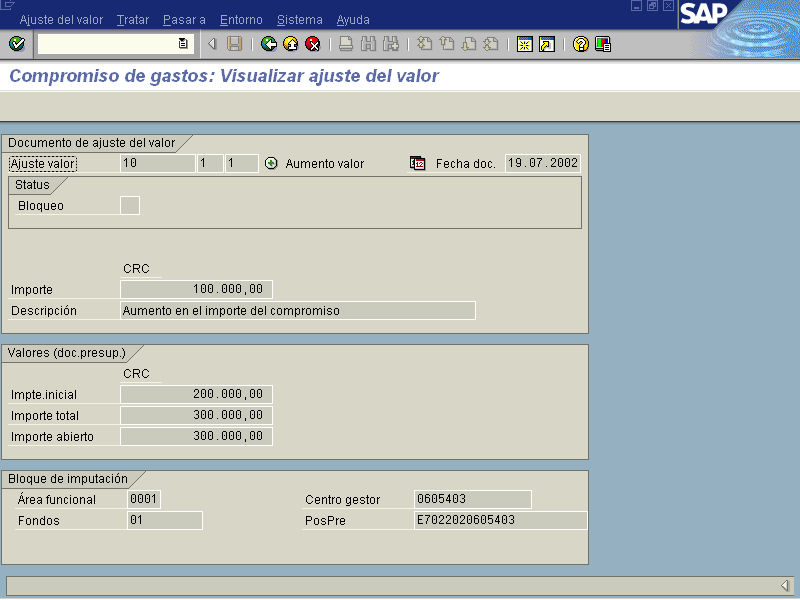 Ajuste del valor Tratar Pasar a Entorno Sistema Ayuda
SAP
Compromiso de gastos: Visualizar ajuste del valor
Documento de ajuste del valor
Ajuste valor 10 1 1 Aumento valor Fecha doc. 19.07.2002
Status
Bloqueo
CRC
Importe 100.000,00
Descripción Aumento en el importe del compromiso
Valores (doc.presup.)
CRC
Impte.inicial 200.000,00
Importe total 300.000,00
Importe abierto 300.000,00
Bloque de imputación
Área funcional 0001 Centro gestor 0605403
Fondos 01 PosPre E7022020605403